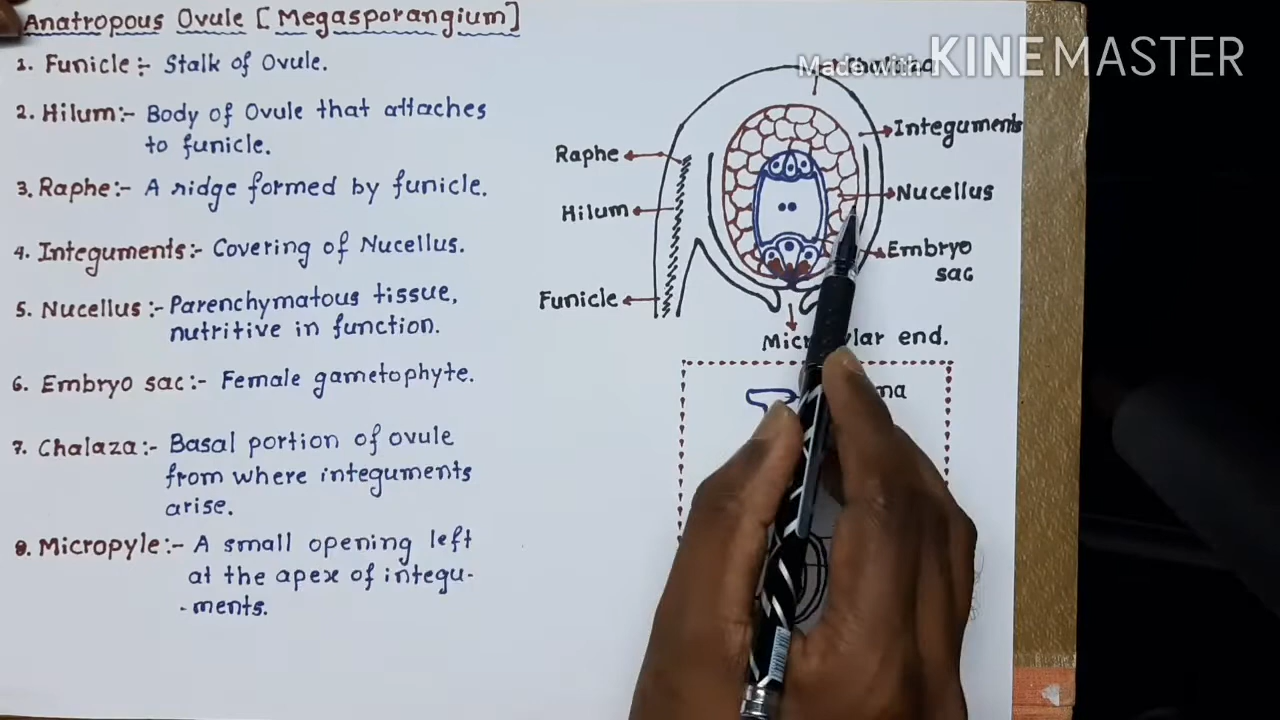 Anatropous Ovule [Megasporangium]
1. Funicle:- Stalk of Ovule.
2. Hilum:- Body of Ovule that attaches
to funicle.
3. Raphe:- A ridge formed by funicle.
4. Integuments:- Covering of Nucellus.
5. Nucellus:- Parenchymatous tissue,
nutritive in function.
6. Embryo sac:- Female gametophyte.
7. Chalaza:- Basal portion of ovule
from where integuments
arise.
8. Micropyle:- A small opening left
at the apex of integu-
-ments.
Made with KINEMASTER
Integuments
Raphe
Nucellus
Hilum
Embryo
sac
Funicle
end.